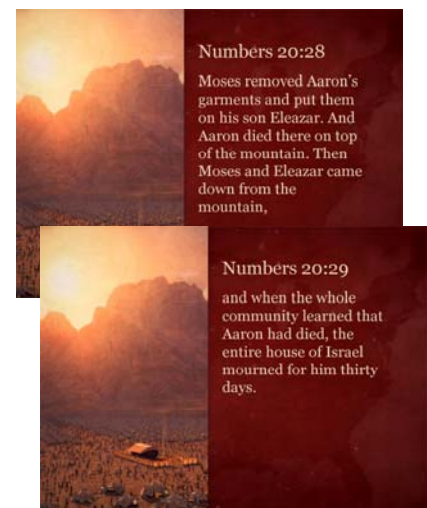 Numbers 20:28
Moses removed Aaron’s
garments and put them
on his son Eleazar. And
Aaron died there on top
of the mountain. Then
Moses and Eleazar came
down from the
mountain,
Numbers 20:29
and when the whole
community learned that
Aaron had died, the
entire house of Israel
mourned for him thirty
days.